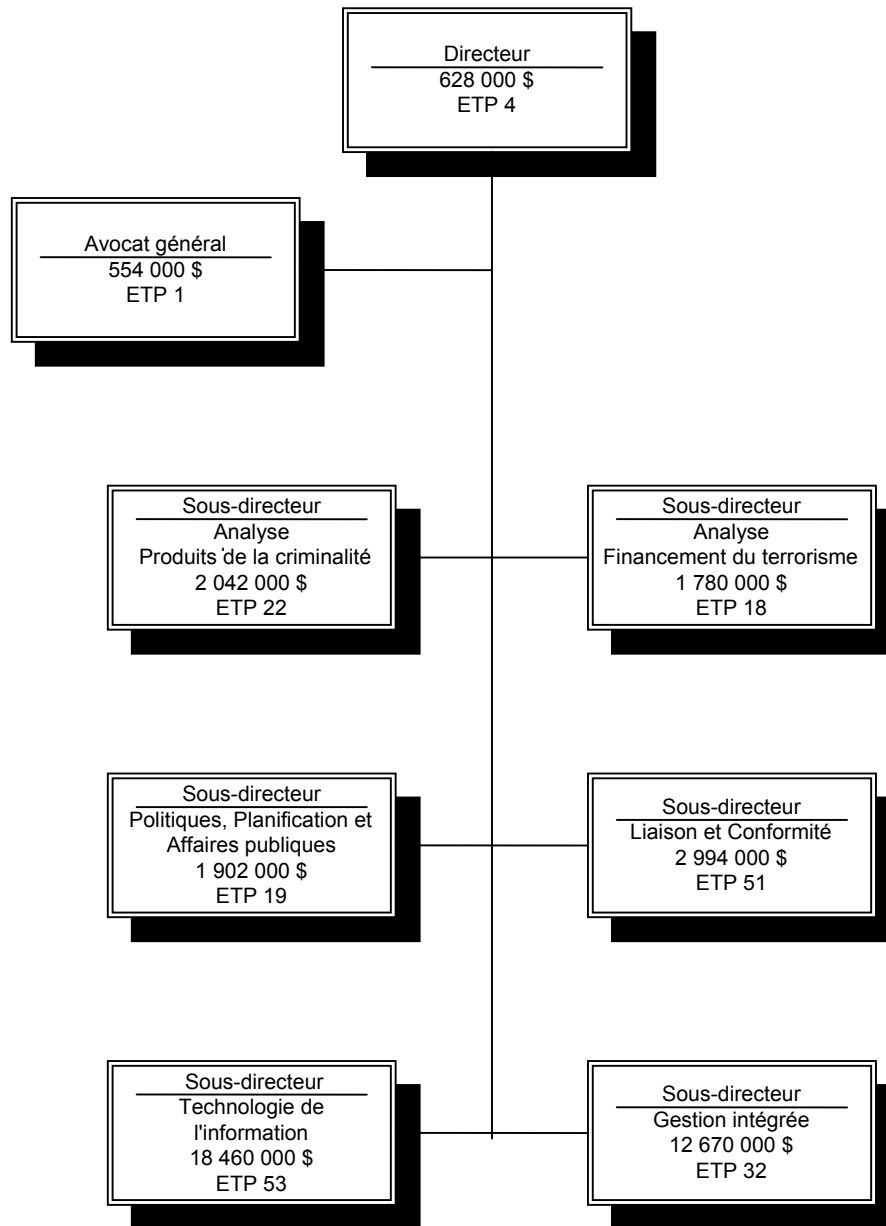 Directeur
628 000 $
ETP 4
Avocat général
554 000 $
ETP 1
Sous-directeur
Analyse
Produits de la criminalité
2 042 000 $
ETP 22
Sous-directeur
Analyse
Financement du terrorisme
1 780 000 $
ETP 18
Sous-directeur
Politiques, Planification et
Affaires publiques
1 902 000 $
ETP 19
Sous-directeur
Liaison et Conformité
2 994 000 $
ETP 51
Sous-directeur
Technologie de
l'information
18 460 000 $
ETP 53
Sous-directeur
Gestion intégrée
12 670 000 $
ETP 32